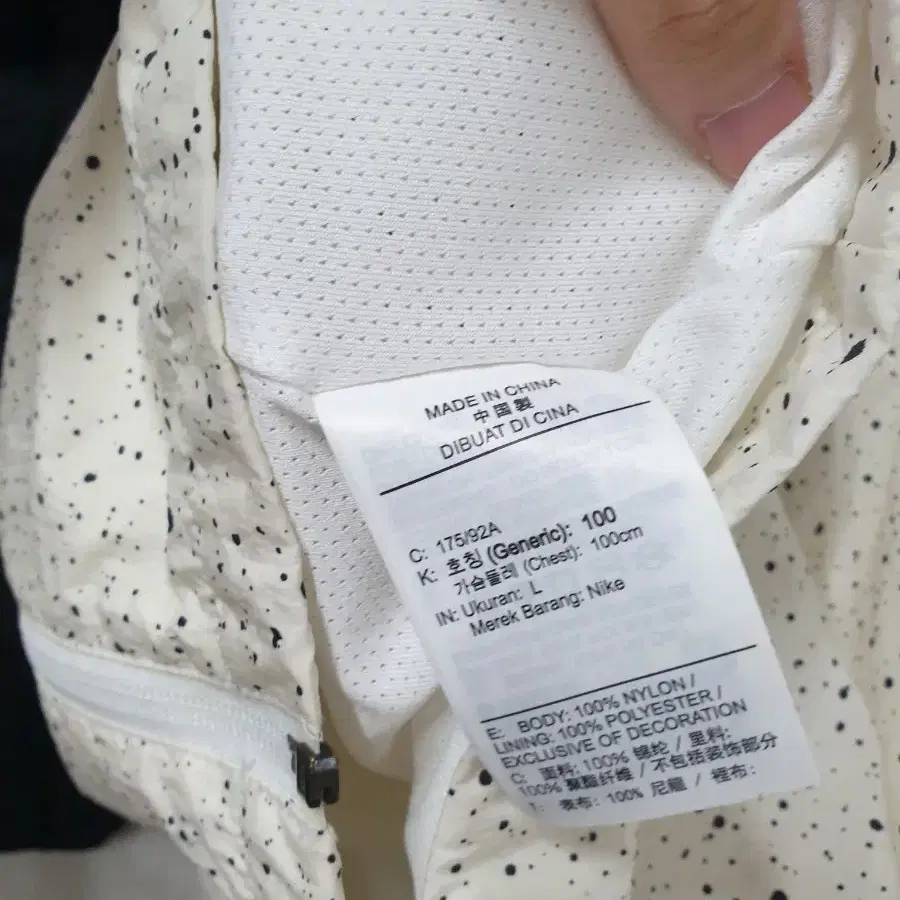 MADE IN CHINA
中国製
DIBUAT DI CINA
C: 175/92A
K: 호칭 (Generic): 100
가슴둘레 (Chest): 100cm
IN: Ukuran: L
Merek Barang: Nike
E: BODY: 100% NYLON /
LINING: 100% POLYESTER /
EXCLUSIVE OF DECORATION
C: 面料: 100% 锦纶 / 里料:
100% 聚酯纤维 / 不包括装饰部分
表布: 100% 尼龍 / 裡布: